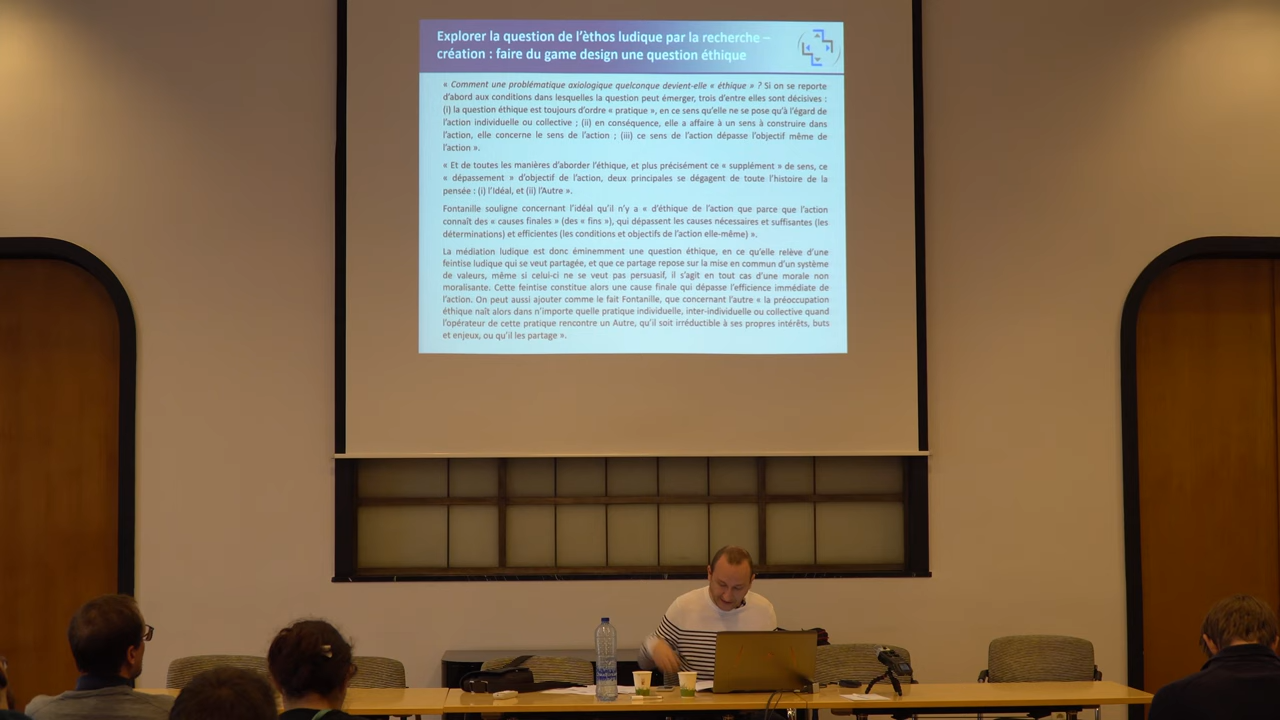 Explorer la question de l'èthos ludique par la recherche –
création : faire du game design une question éthique
« Comment une problématique axiologique quelconque devient-elle « éthique » ? Si on se reporte
d'abord aux conditions dans lesquelles la question peut émerger, trois d'entre elles sont décisives :
(i) la question éthique est toujours d'ordre « pratique », en ce sens qu'elle ne se pose qu'à l'égard de
l'action individuelle ou collective ; (ii) en conséquence, elle a affaire à un sens à construire dans
l'action, elle concerne le sens de l'action ; (iii) ce sens de l'action dépasse l'objectif même de
l'action ».
« Et de toutes les manières d'aborder l'éthique, et plus précisément ce « supplément » de sens, ce
« dépassement » d'objectif de l'action, deux principales se dégagent de toute l'histoire de la
pensée : (i) l'Idéal, et (ii) l'Autre ».
Fontanille souligne concernant l'idéal qu'il n'y a « d'éthique de l'action que parce que l'action
connaît des « causes finales » (des « fins »), qui dépassent les causes nécessaires et suffisantes (les
déterminations) et efficientes (les conditions et objectifs de l'action elle-même) ».
La médiation ludique est donc éminemment une question éthique, en ce qu'elle relève d'une
feintise ludique qui se veut partagée, et que ce partage repose sur la mise en commun d'un système
de valeurs, même si celui-ci ne se veut pas persuasif, il s'agit en tout cas d'une morale non
moralisante. Cette feintise constitue alors une cause finale qui dépasse l'efficience immédiate de
l'action. On peut aussi ajouter comme le fait Fontanille, que concernant l'autre « la préoccupation
éthique naît alors dans n'importe quelle pratique individuelle, inter-individuelle ou collective quand
l'opérateur de cette pratique rencontre un Autre, qu'il soit irréductible à ses propres intérêts, buts
et enjeux, ou qu'il les partage ».